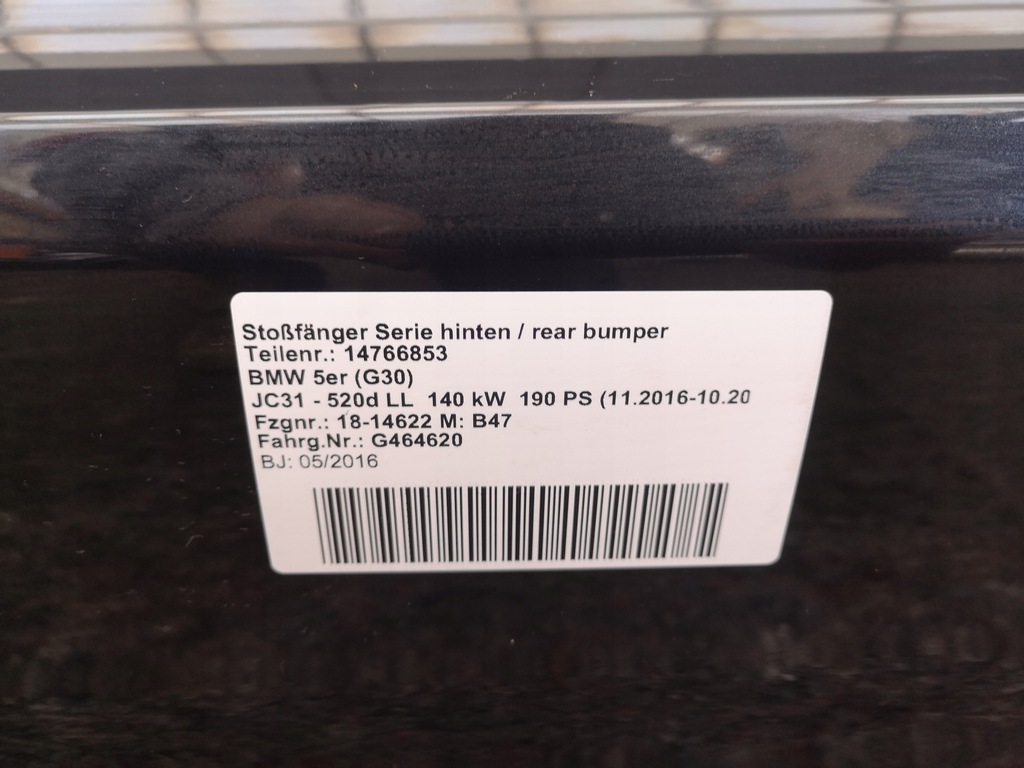 Stoßfänger Serie hinten / rear bumper
Teilenr.: 14766853
BMW 5er (G30)
JC31 - 520d LL 140 kW 190 PS (11.2016-10.20
Fzgnr.: 18-14622 M: B47
Fahrg.Nr.: G464620
BJ: 05/2016